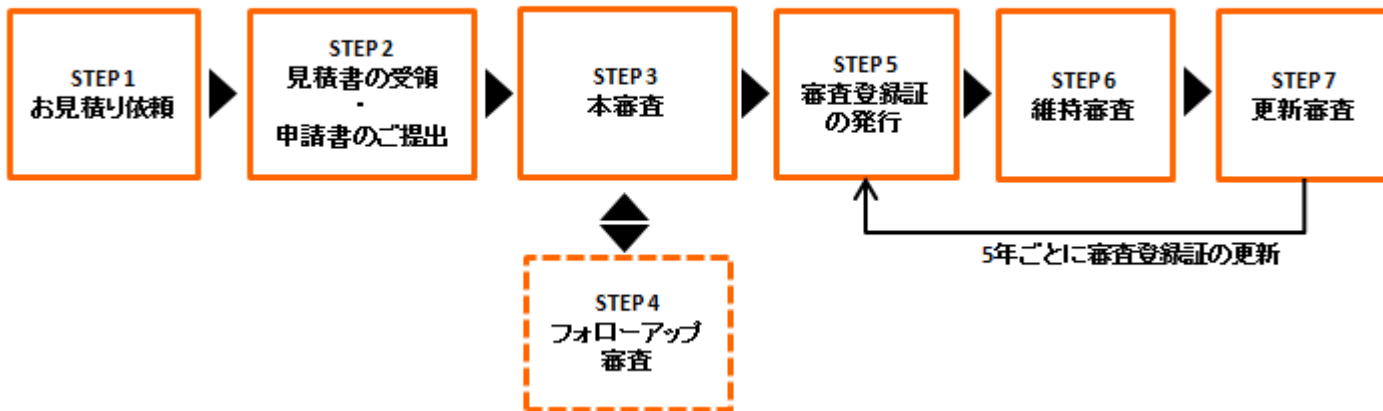 STEP 1
お見積り依頼
STEP 2
見積書の受領
・
申請書のご提出
STEP 3
本審査
STEP 5
審査登録証
の発行
STEP 6
維持審査
STEP 7
更新審査
5年ごとに審査登録証の更新
STEP 4
フォローアップ
審査